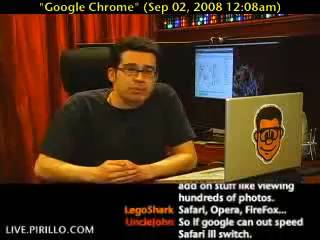 "Google Chrome" (Sep 02, 2008 12:08am)
add on stuff like viewing
hundreds of photos.
LegoShark Safari, Opera, FireFox...
UncleJohn So if google can out speed
Safari ill switch.
LIVE.PIRILLO.COM